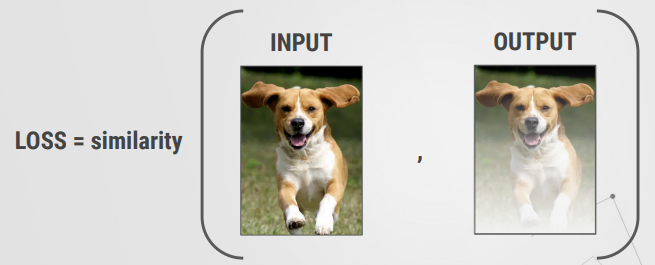 INPUT
OUTPUT
LOSS = similarity
,